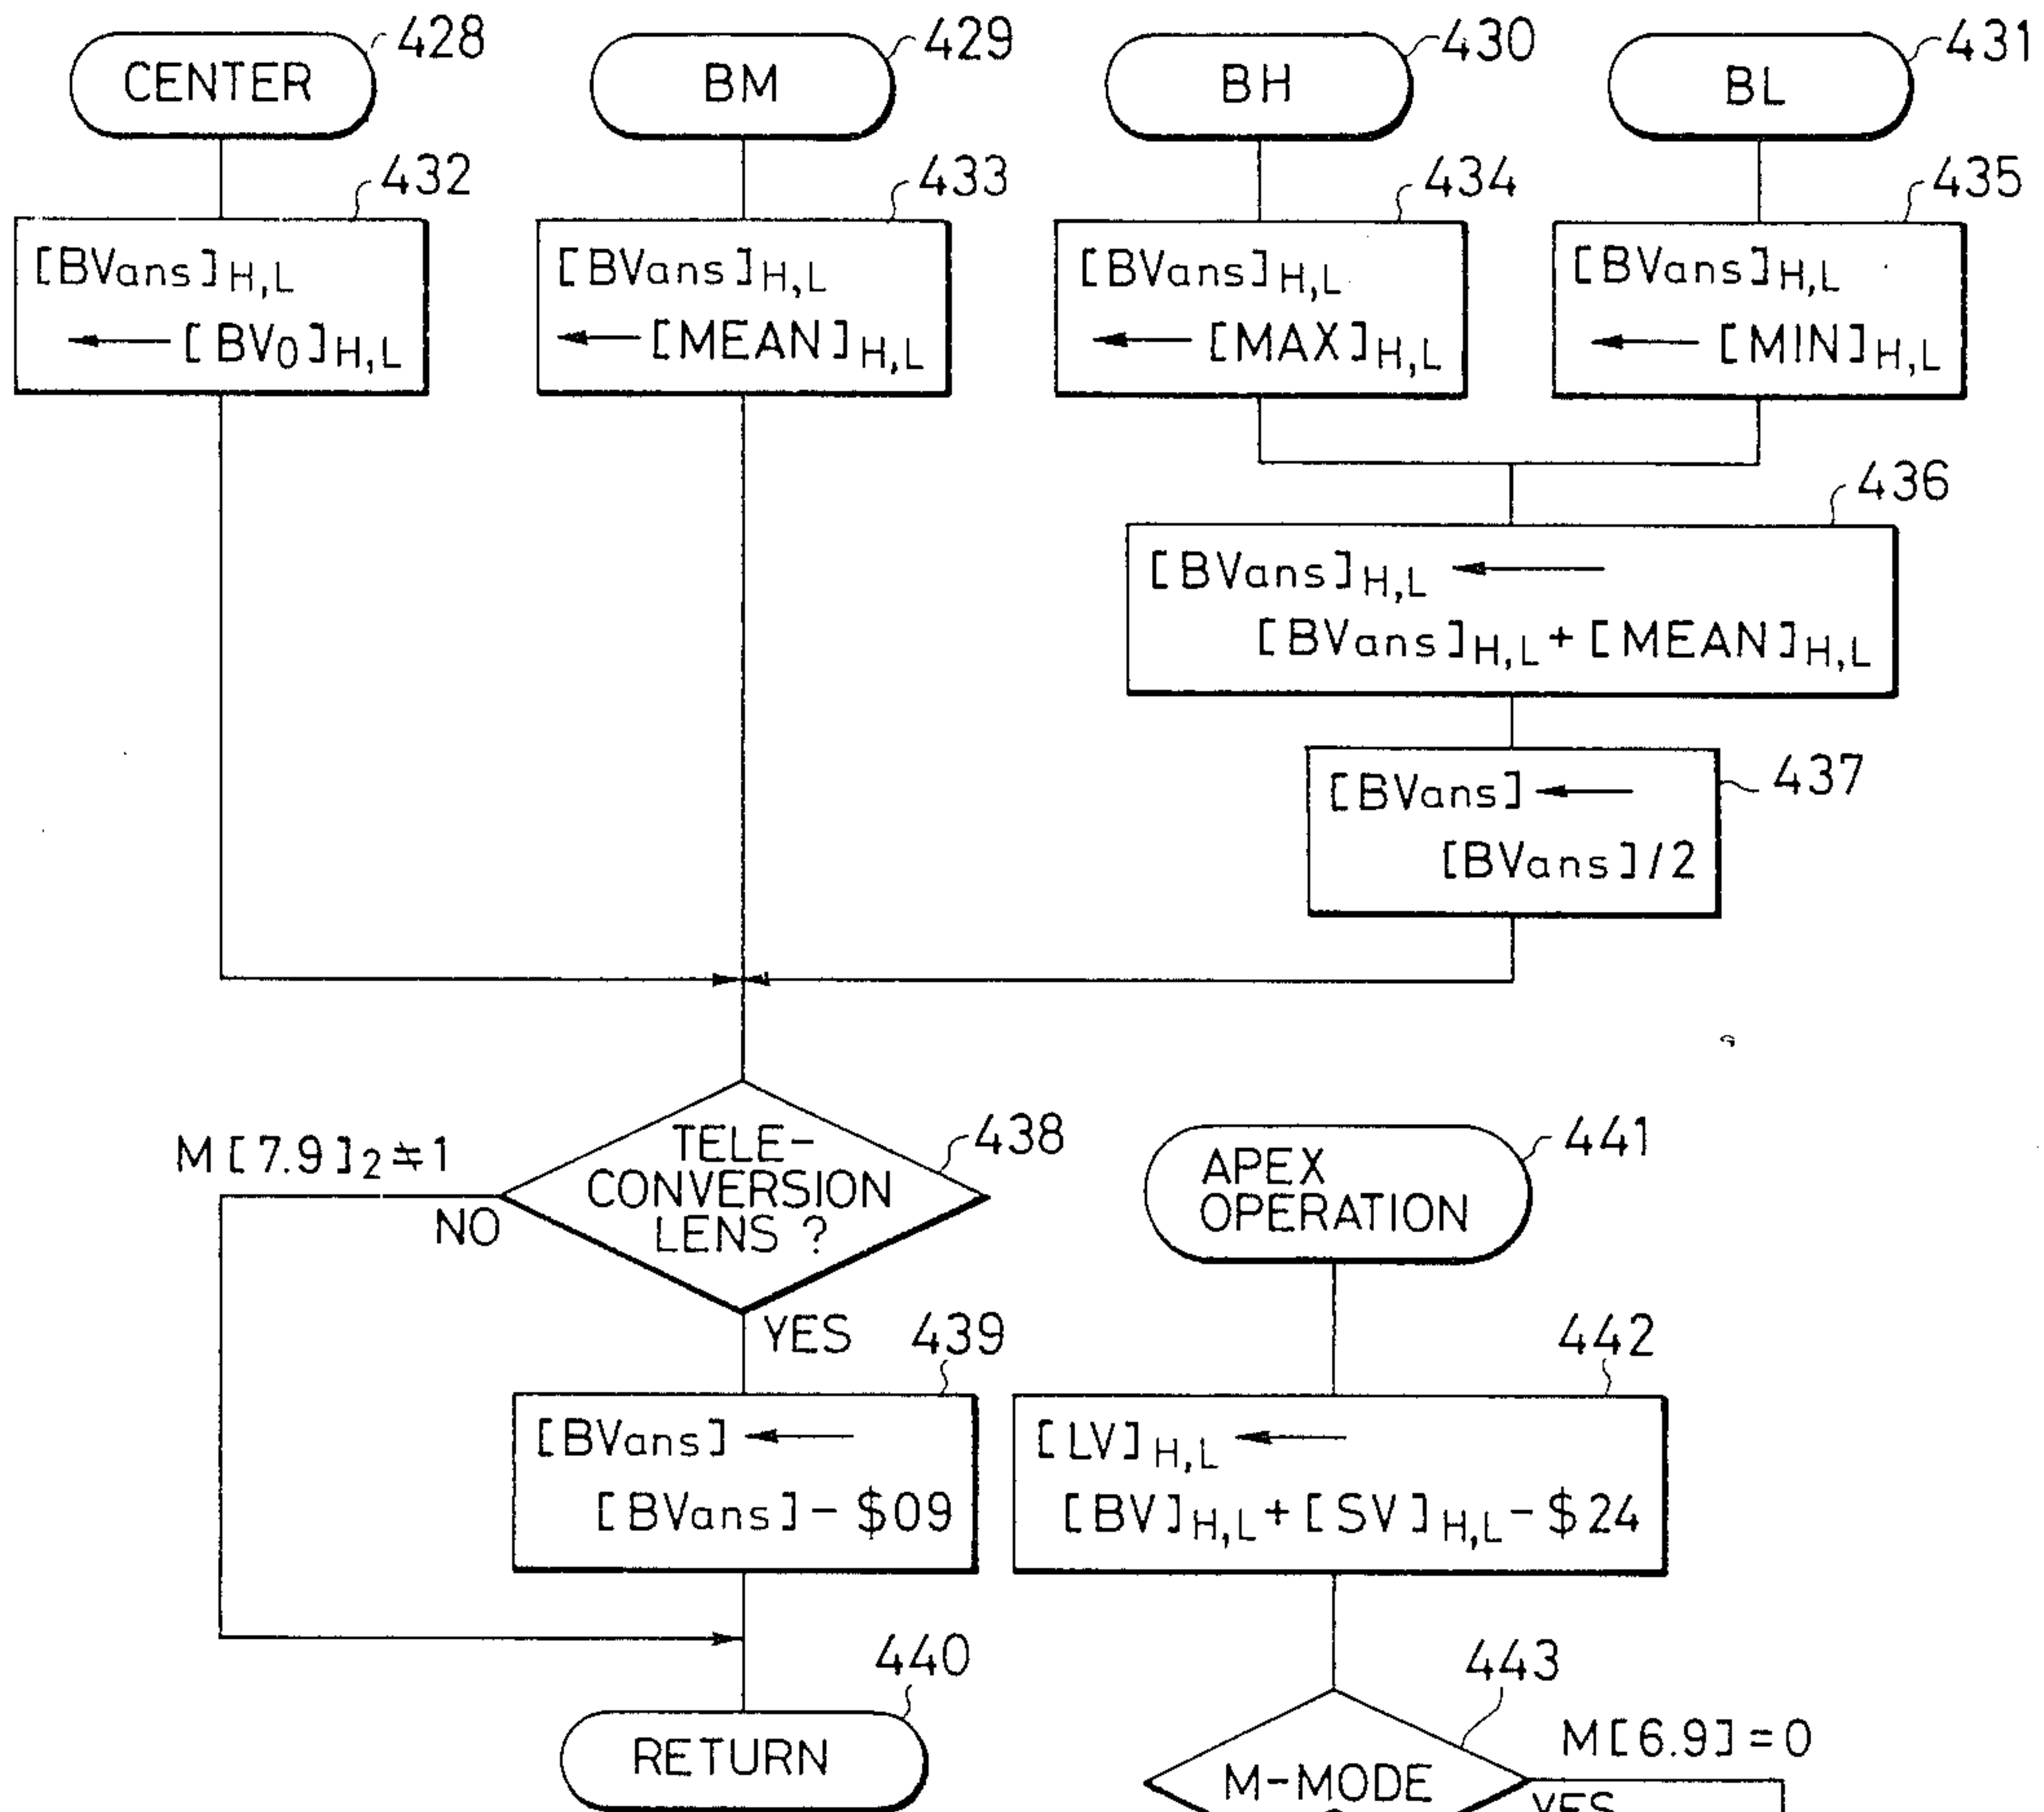 CENTER
428
BM
429
BH
430
BL
431
432
[BVans]H,L
[BV0]H,L
433
[BVans]H,L
[MEAN]H,L
434
[BVans]H,L
[MAX]H,L
435
[BVans]H,L
[MIN]H,L
436
[BVans]H,L ←
[BVans]H,L + [MEAN]H,L
437
[BVans] ←
[BVans]/2
M[7.9]2≠1
NO
TELE-
CONVERSION
LENS ?
438
YES
439
[BVans] ←
[BVans] - $09
440
RETURN
441
APEX
OPERATION
442
[LV]H,L ←
[BV]H,L + [SV]H,L - $24
443
M-MODE
M[6.9]=0
YES